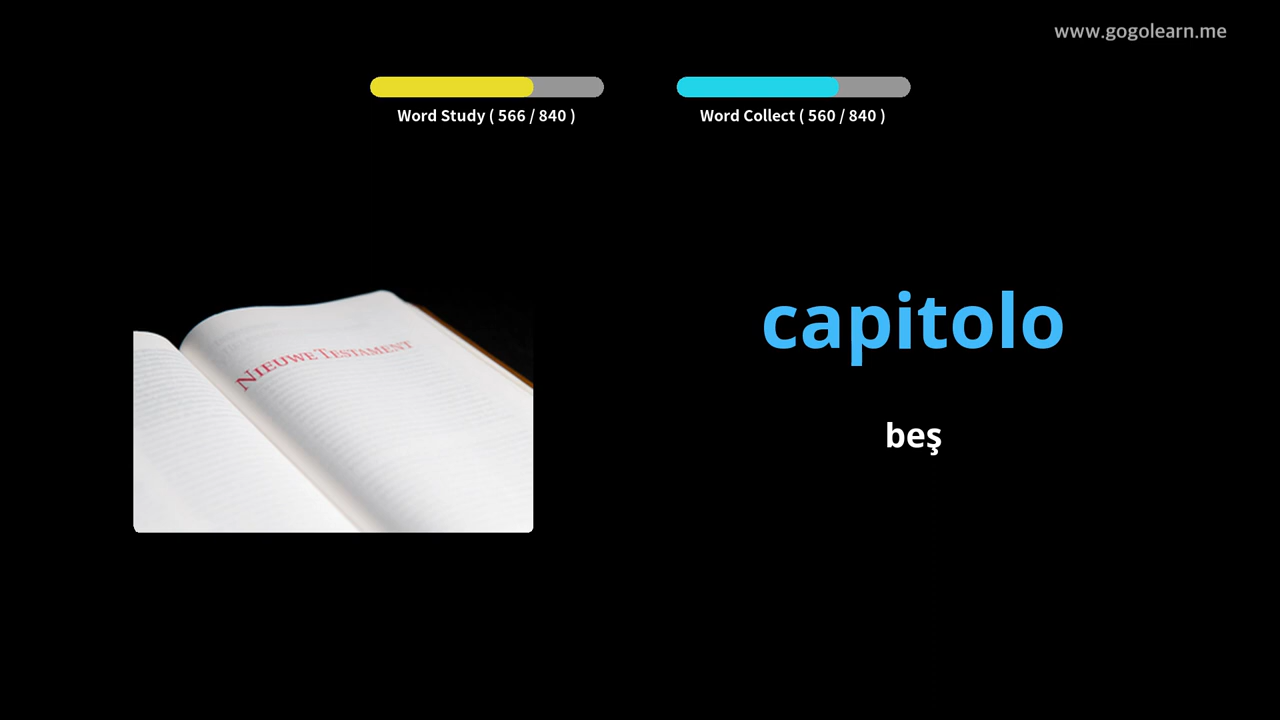 www.gogolearn.me
Word Study ( 566 / 840 )
Word Collect ( 560 / 840 )
NIEUWE TESTAMENT
capitolo
beş